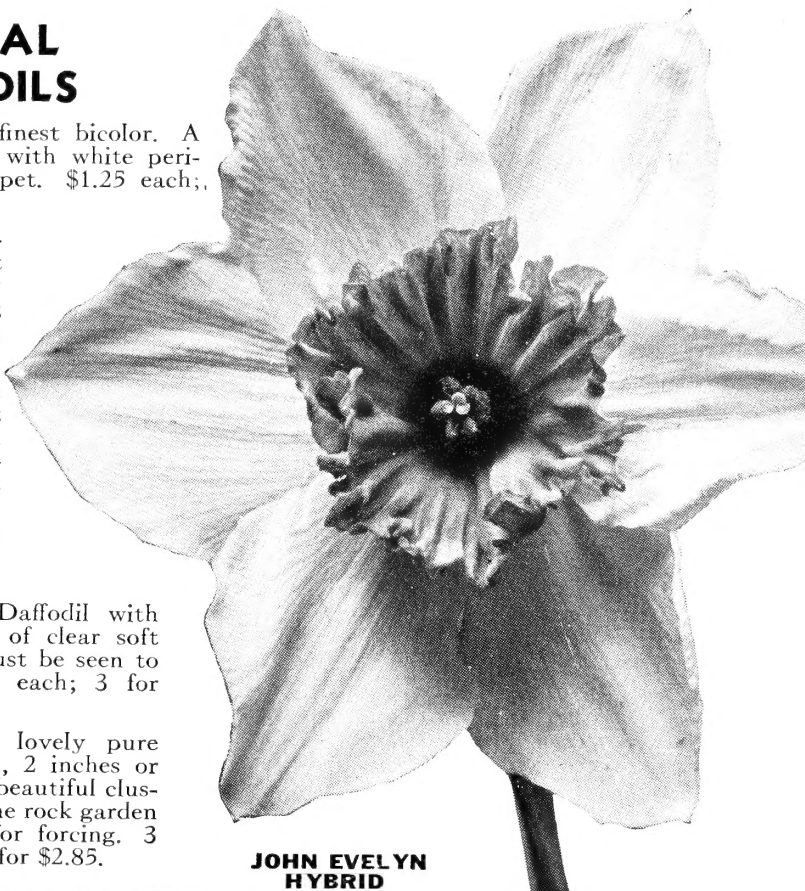 AL
OILS
finest bicolor. A
with white peri-
pet. $1.25 each;
Daffodil with
of clear soft
ust be seen to
each; 3 for
lovely pure
, 2 inches or
beautiful clus-
e rock garden
or forcing. 3
for $2.85.
JOHN EVELYN
HYBRID